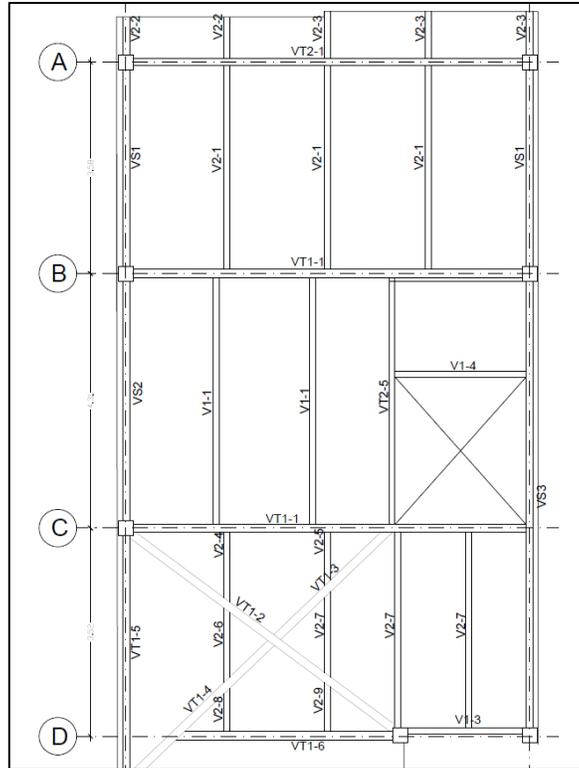 V2-2
V2-2
V2-3
V2-3
V2-3
A
VT2-1
VS1
V2-1
V2-1
V2-1
VS1
B
VT1-1
V1-4
VS2
V1-1
V1-1
VT2-5
VS3
C
VT1-1
V2-4
V2-5
VT1-3
VT1-2
VT1-5
V2-6
V2-7
V2-7
V2-7
VT1-4
V2-8
V2-9
V1-3
D
VT1-6